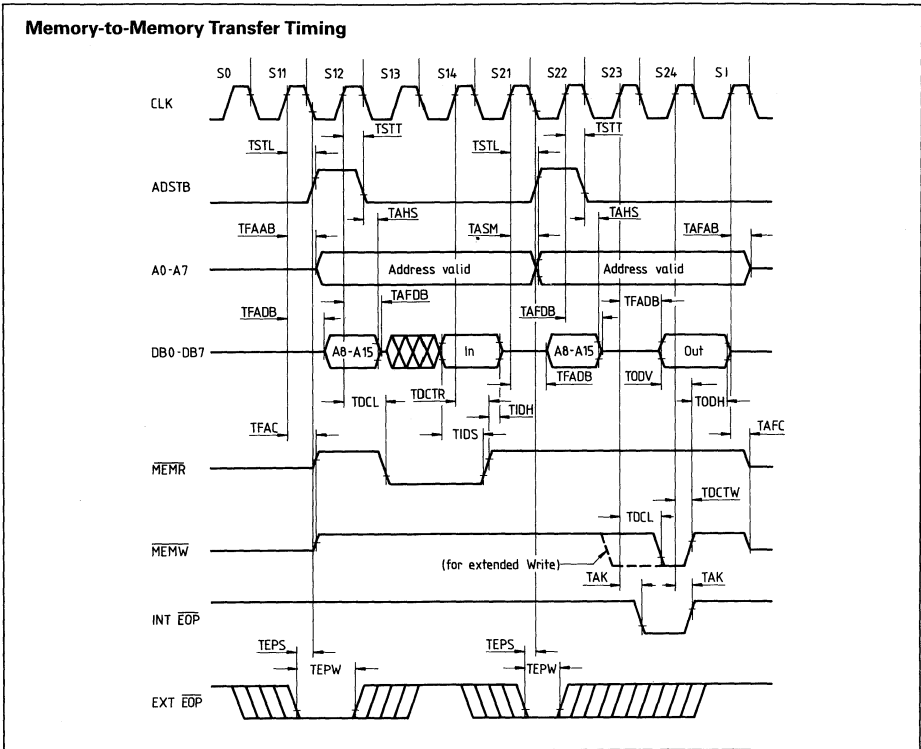 Memory-to-Memory Transfer Timing
S0 S11 S12 S13 S14 S21 S22 S23 S24 SI
CLK
TSTT TSTT
TSTL TSTL
ADSTB
TAHS TAHS
TFAAB TASM TAFAB
A0-A7 Address valid Address valid
TFADB TAFDB TAFDB TFADB
DB0-DB7 A8-A15 In A8-A15 Out
TFADB TODV
TDCL TDCTR TIDH TODH
TFAC TIDS TAFC
MEMR
TDCTW
TDCL
MEMW
(for extended Write)
TAK TAK
INT EOP
TEPS TEPS
TEPW TEPW
EXT EOP